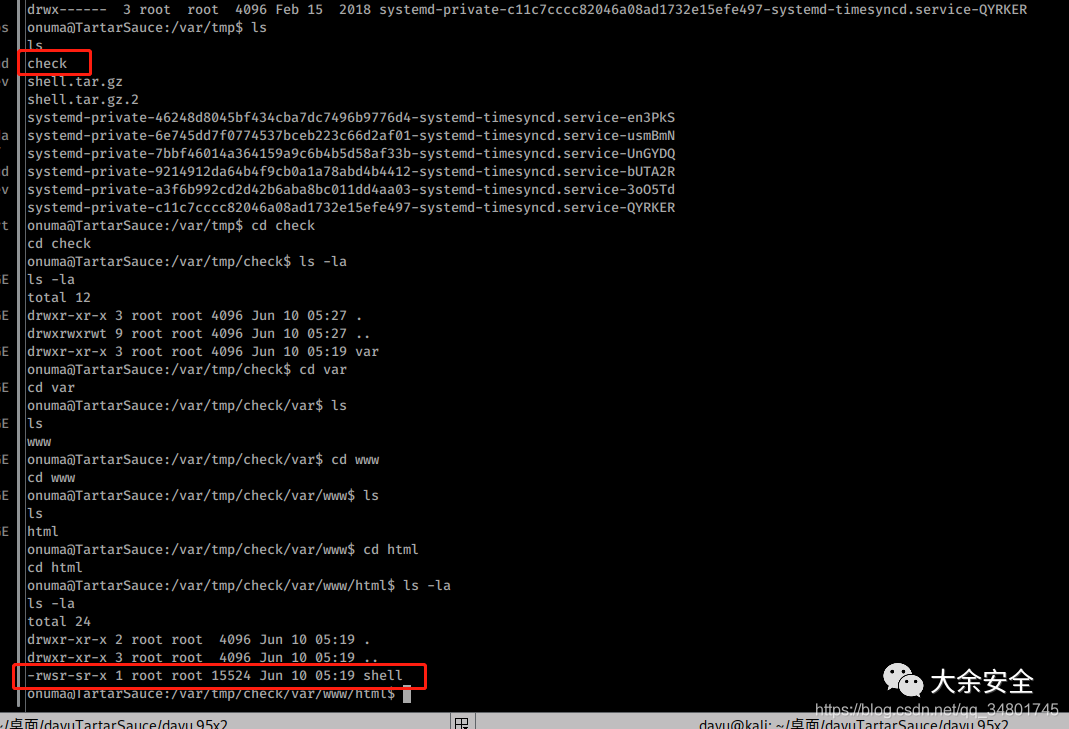 drwx------  3 root  root  4096 Feb 15  2018 systemd-private-c11c7cccc82046a08ad1732e15efe497-systemd-timesyncd.service-QYRKER
onuma@TartarSauce:/var/tmp$ ls
ls
check
shell.tar.gz
shell.tar.gz.2
systemd-private-46248d8045bf434cba7dc7496b9776d4-systemd-timesyncd.service-en3PkS
systemd-private-6e745dd7f0774537bceb223c66d2af01-systemd-timesyncd.service-usmBmN
systemd-private-7bbf46014a364159a9c6b4b5d58af33b-systemd-timesyncd.service-UnGYDQ
systemd-private-9214912da64b4f9cb0a1a78abd4b4412-systemd-timesyncd.service-bUTA2R
systemd-private-a3f6b992cd2d42b6aba8bc011dd4aa03-systemd-timesyncd.service-3oO5Td
systemd-private-c11c7cccc82046a08ad1732e15efe497-systemd-timesyncd.service-QYRKER
onuma@TartarSauce:/var/tmp$ cd check
cd check
onuma@TartarSauce:/var/tmp/check$ ls -la
ls -la
total 12
drwxr-xr-x 3 root root 4096 Jun 10 05:27 .
drwxrwxrwt 9 root root 4096 Jun 10 05:27 ..
drwxr-xr-x 3 root root 4096 Jun 10 05:19 var
onuma@TartarSauce:/var/tmp/check$ cd var
cd var
onuma@TartarSauce:/var/tmp/check/var$ ls
ls
www
onuma@TartarSauce:/var/tmp/check/var$ cd www
cd www
onuma@TartarSauce:/var/tmp/check/var/www$ ls
ls
html
onuma@TartarSauce:/var/tmp/check/var/www$ cd html
cd html
onuma@TartarSauce:/var/tmp/check/var/www/html$ ls -la
ls -la
total 24
drwxr-xr-x 2 root root  4096 Jun 10 05:19 .
drwxr-xr-x 3 root root  4096 Jun 10 05:19 ..
-rwsr-sr-x 1 root root 15524 Jun 10 05:19 shell
onuma@TartarSauce:/var/tmp/check/var/www/html$
大余安全
https://blog.csdn.net/qq_34801745
~/桌面/dayuTartarSauce/dayu 95x2
dayu@kali: ~/桌面/dayuTartarSauce/dayu 95x2